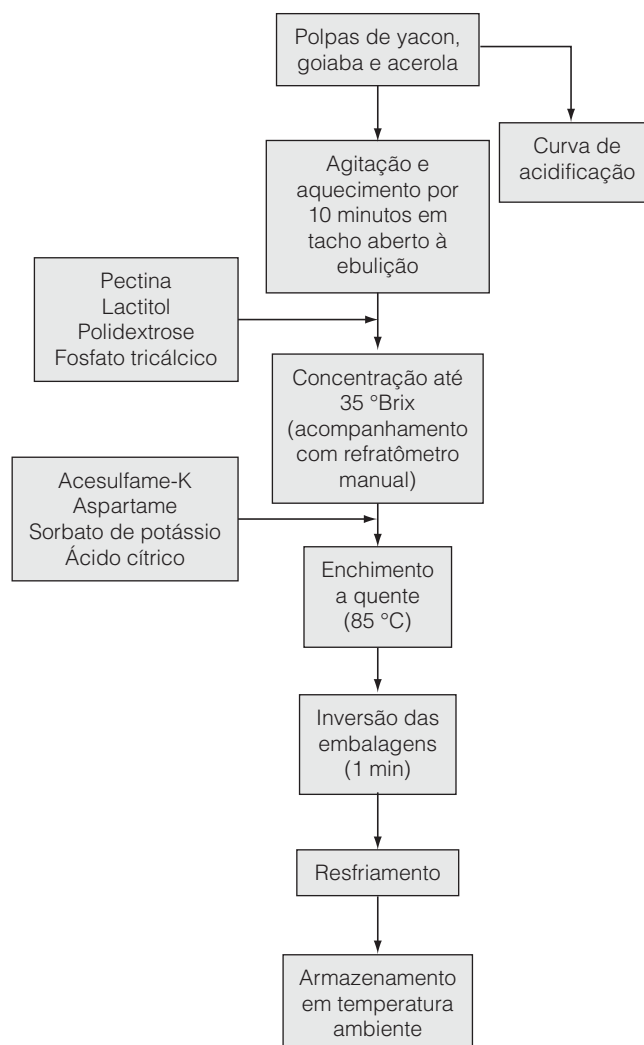 Polpas de yacon,
goiaba e acerola
Curva de
acidificação
Agitação e
aquecimento por
10 minutos em
tacho aberto à
ebulição
Pectina
Lactitol
Polidextrose
Fosfato tricálcico
Concentração até
35 °Brix
(acompanhamento
com refratômetro
manual)
Acesulfame-K
Aspartame
Sorbato de potássio
Ácido cítrico
Enchimento
a quente
(85 °C)
Inversão das
embalagens
(1 min)
Resfriamento
Armazenamento
em temperatura
ambiente